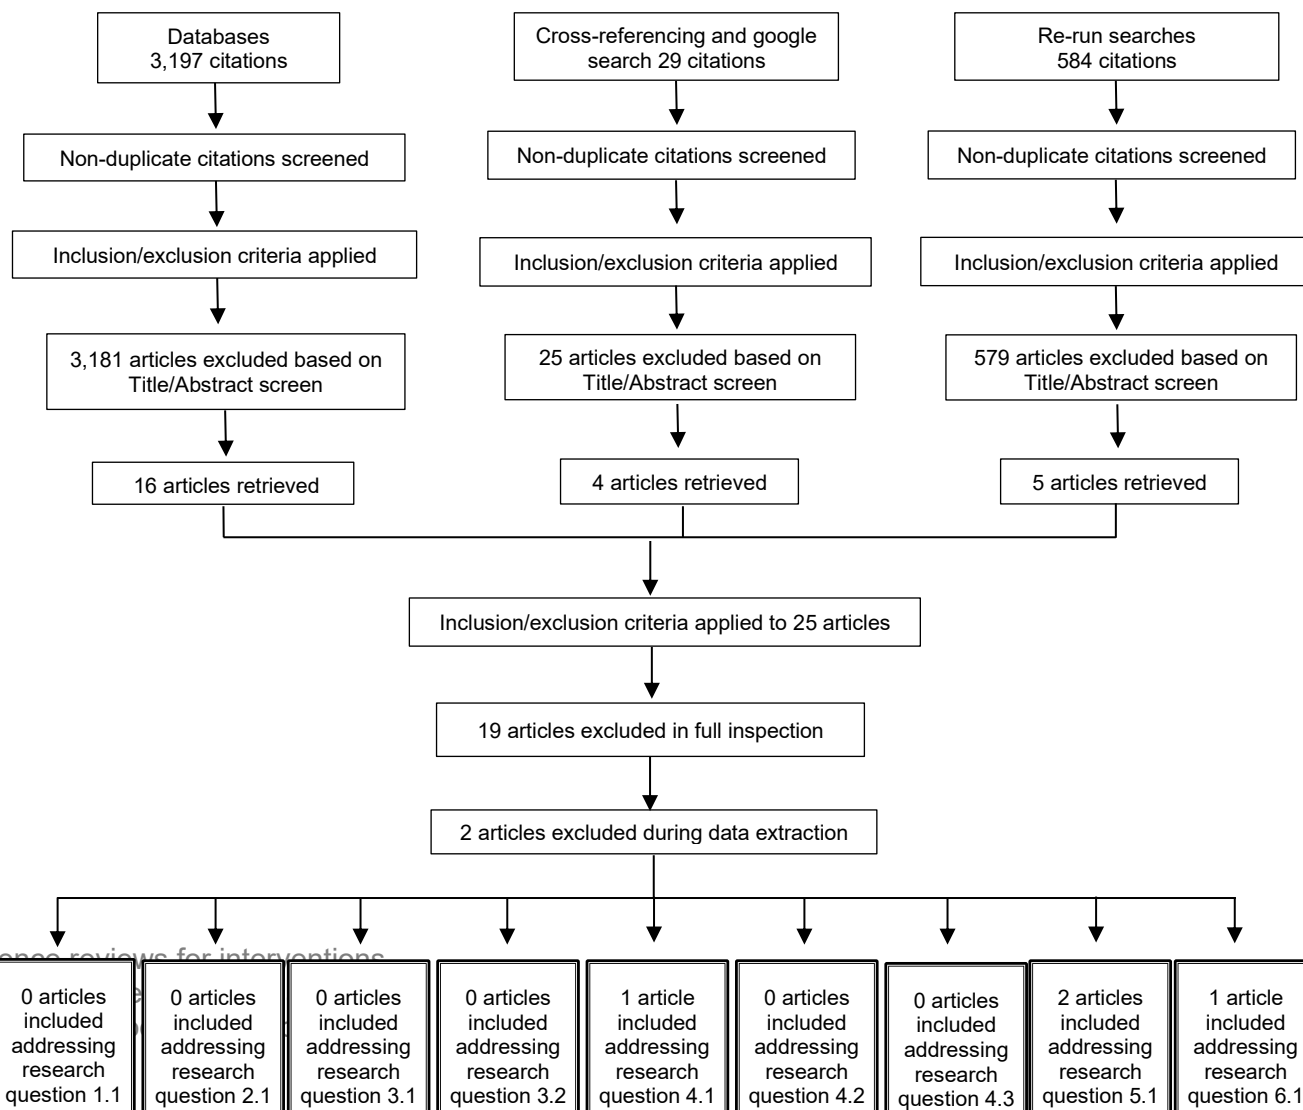 Databases
3,197 citations
Cross-referencing and google
search 29 citations
Re-run searches
584 citations
Non-duplicate citations screened
Non-duplicate citations screened
Non-duplicate citations screened
Inclusion/exclusion criteria applied
Inclusion/exclusion criteria applied
Inclusion/exclusion criteria applied
3,181 articles excluded based on
Title/Abstract screen
25 articles excluded based on
Title/Abstract screen
579 articles excluded based on
Title/Abstract screen
16 articles retrieved
4 articles retrieved
5 articles retrieved
Inclusion/exclusion criteria applied to 25 articles
19 articles excluded in full inspection
2 articles excluded during data extraction
reviews for interventions
0 articles
included
addressing
research
question 1.1
0 articles
included
addressing
research
question 2.1
0 articles
included
addressing
research
question 3.1
0 articles
included
addressing
research
question 3.2
1 article
included
addressing
research
question 4.1
0 articles
included
addressing
research
question 4.2
0 articles
included
addressing
research
question 4.3
2 articles
included
addressing
research
question 5.1
1 article
included
addressing
research
question 6.1